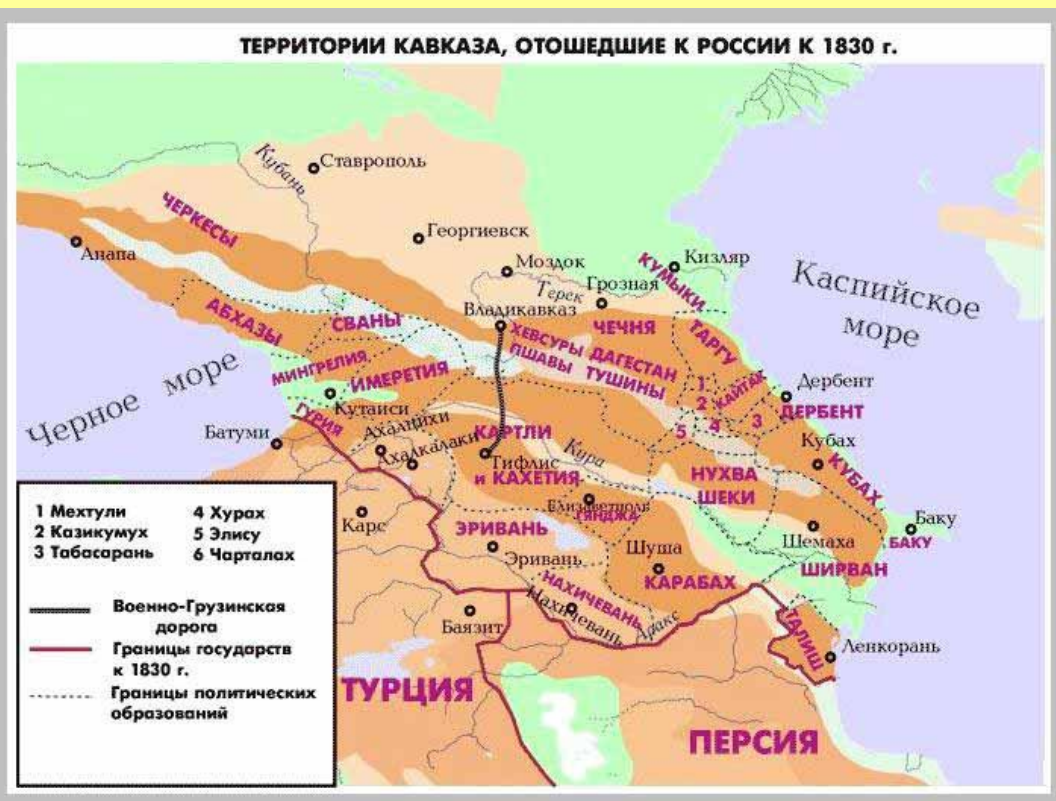 ТЕРРИТОРИИ КАВКАЗА, ОТОШЕДШИЕ К РОССИИ К 1830 г.
Кубань
Ставрополь
ЧЕРКЕСЫ
Георгиевск
Анапа
Моздок
Кизляр
КУМЫКИ
Терек
Грозная
Каспийское
море
Владикавказ
АБХАЗЫ
СВАНЫ
ЧЕЧНЯ
ТАРГУ
ХЕВСУРЫ ДАГЕСТАН
ПШАВЫ ТУШИНЫ
МИНГРЕЛИЯ
ИМЕРЕТИЯ
Черное море
1
2
КАЙТАК
Дербент
ДЕРБЕНТ
3
4
5
Кутаиси
ГУРИЯ
Ахалцихи
Батуми
КАРТЛИ
Ахалкалаки
Тифлис
и КАХЕТИЯ
Кура
Кубах
КУБАХ
НУХВА
ШЕКИ
Елизаветполь
ГЯНДЖА
Карс
ЭРИВАНЬ
Эривань
Шуша
КАРАБАХ
Шемаха
Баку
БАКУ
ШИРВАН
НАХИЧЕВАНЬ
Нахичевань
Аракс
Баязит
ТАЛИШ
Ленкорань
ТУРЦИЯ
ПЕРСИЯ
1 Мехтули
2 Казикумух
3 Табасарань
4 Хурах
5 Элису
6 Чарталах
Военно-Грузинская
дорога
Границы государств
к 1830 г.
Границы политических
образований